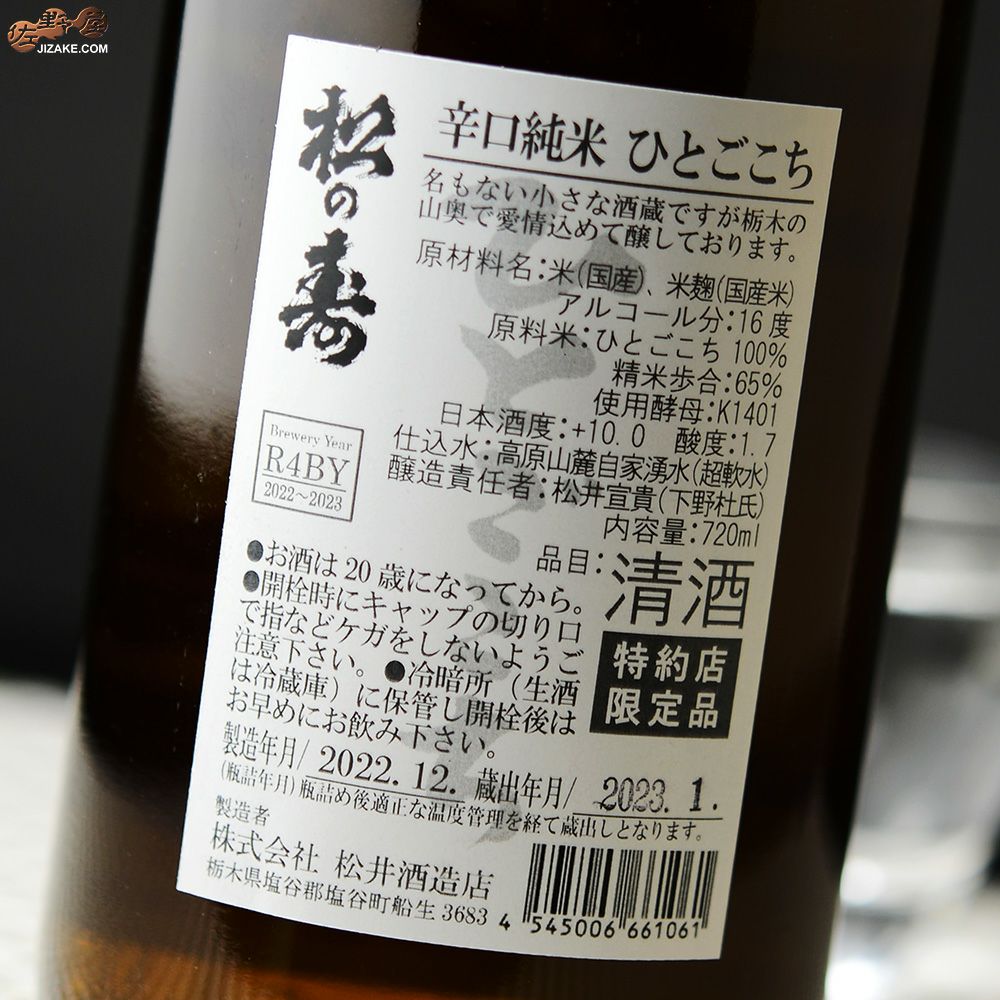 佐野屋
JIZAKE.COM
松の寿
辛口純米 ひとごこち
名もない小さな酒蔵ですが栃木の
山奥で愛情込めて醸しております。
原材料名:米(国産)、米麹(国産米)
アルコール分:16度
原料米:ひとごこち 100%
精米歩合:65%
使用酵母:K1401
日本酒度:+10.0 酸度:1.7
仕込水:高原山麓自家湧水(超軟水)
醸造責任者:松井宣貴(下野杜氏)
内容量:720ml
品目:清酒
Brewery Year
R4BY
2022~2023
特約店
限定品
●お酒は20歳になってから。
●開栓時にキャップの切り口
で指などケガをしないようご
注意下さい。●冷暗所(生酒
は冷蔵庫)に保管し開栓後は
お早めにお飲み下さい。
製造年月/ 2022.12. 蔵出年月/ 2023.1.
(瓶詰年月)瓶詰め後適正な温度管理を経て蔵出しとなります。
製造者
株式会社 松井酒造店
栃木県塩谷郡塩谷町船生3683
4 545006 661061